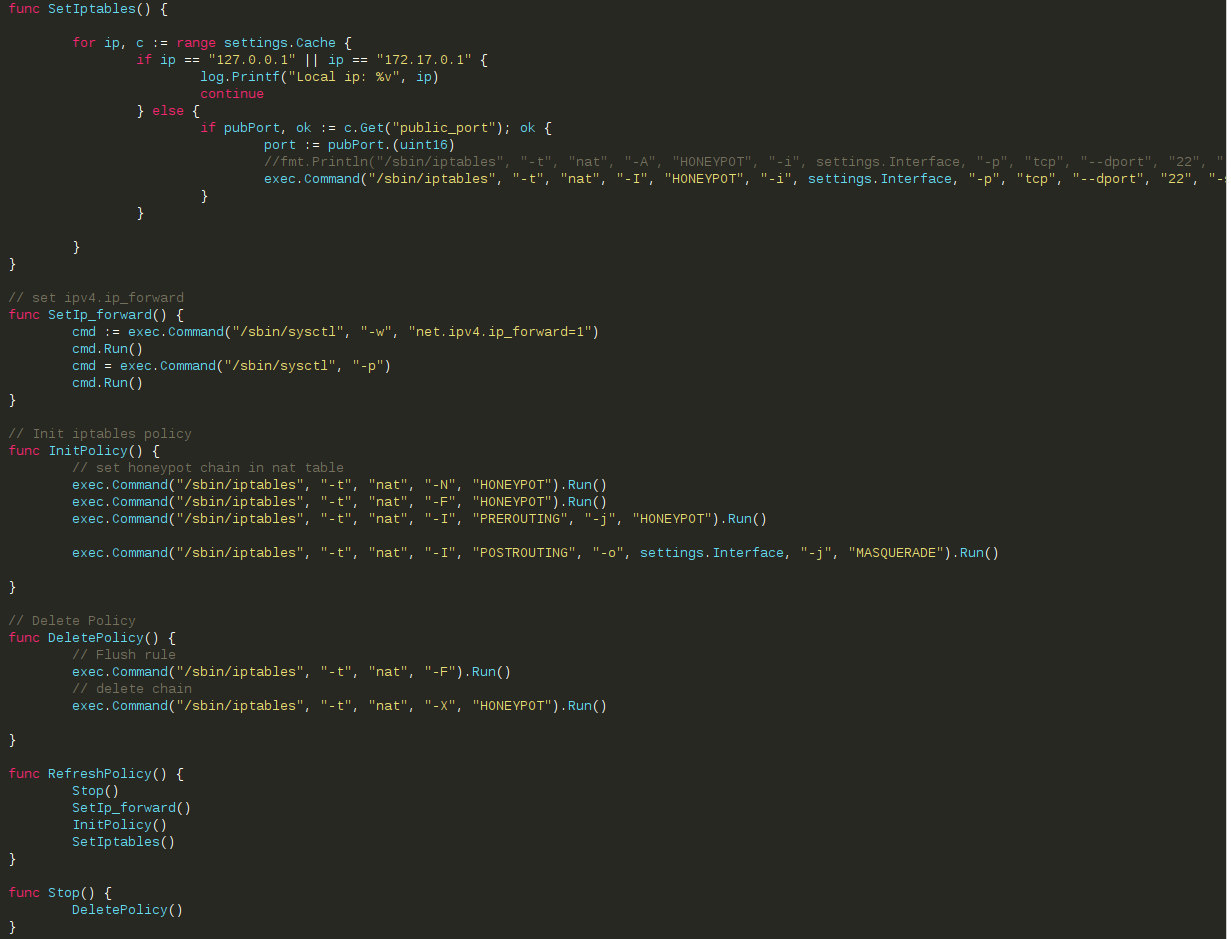 func SetIptables() {
for ip, c := range settings.Cache {
if ip == "127.0.0.1" || ip == "172.17.0.1" {
log.Printf("Local ip: %v", ip)
continue
} else {
if pubPort, ok := c.Get("public_port"); ok {
port := pubPort.(uint16)
//fmt.Println("/sbin/iptables", "-t", "nat", "-A", "HONEYPOT", "-i", settings.Interface, "-p", "tcp", "--dport", "22", "
exec.Command("/sbin/iptables", "-t", "nat", "-I", "HONEYPOT", "-i", settings.Interface, "-p", "tcp", "--dport", "22", "-s
}
}
}
}
// set ipv4.ip_forward
func SetIp_forward() {
cmd := exec.Command("/sbin/sysctl", "-w", "net.ipv4.ip_forward=1")
cmd.Run()
cmd = exec.Command("/sbin/sysctl", "-p")
cmd.Run()
}
// Init iptables policy
func InitPolicy() {
// set honeypot chain in nat table
exec.Command("/sbin/iptables", "-t", "nat", "-N", "HONEYPOT").Run()
exec.Command("/sbin/iptables", "-t", "nat", "-F", "HONEYPOT").Run()
exec.Command("/sbin/iptables", "-t", "nat", "-I", "PREROUTING", "-j", "HONEYPOT").Run()
exec.Command("/sbin/iptables", "-t", "nat", "-I", "POSTROUTING", "-o", settings.Interface, "-j", "MASQUERADE").Run()
}
// Delete Policy
func DeletePolicy() {
// Flush rule
exec.Command("/sbin/iptables", "-t", "nat", "-F").Run()
// delete chain
exec.Command("/sbin/iptables", "-t", "nat", "-X", "HONEYPOT").Run()
}
func RefreshPolicy() {
Stop()
SetIp_forward()
InitPolicy()
SetIptables()
}
func Stop() {
DeletePolicy()
}